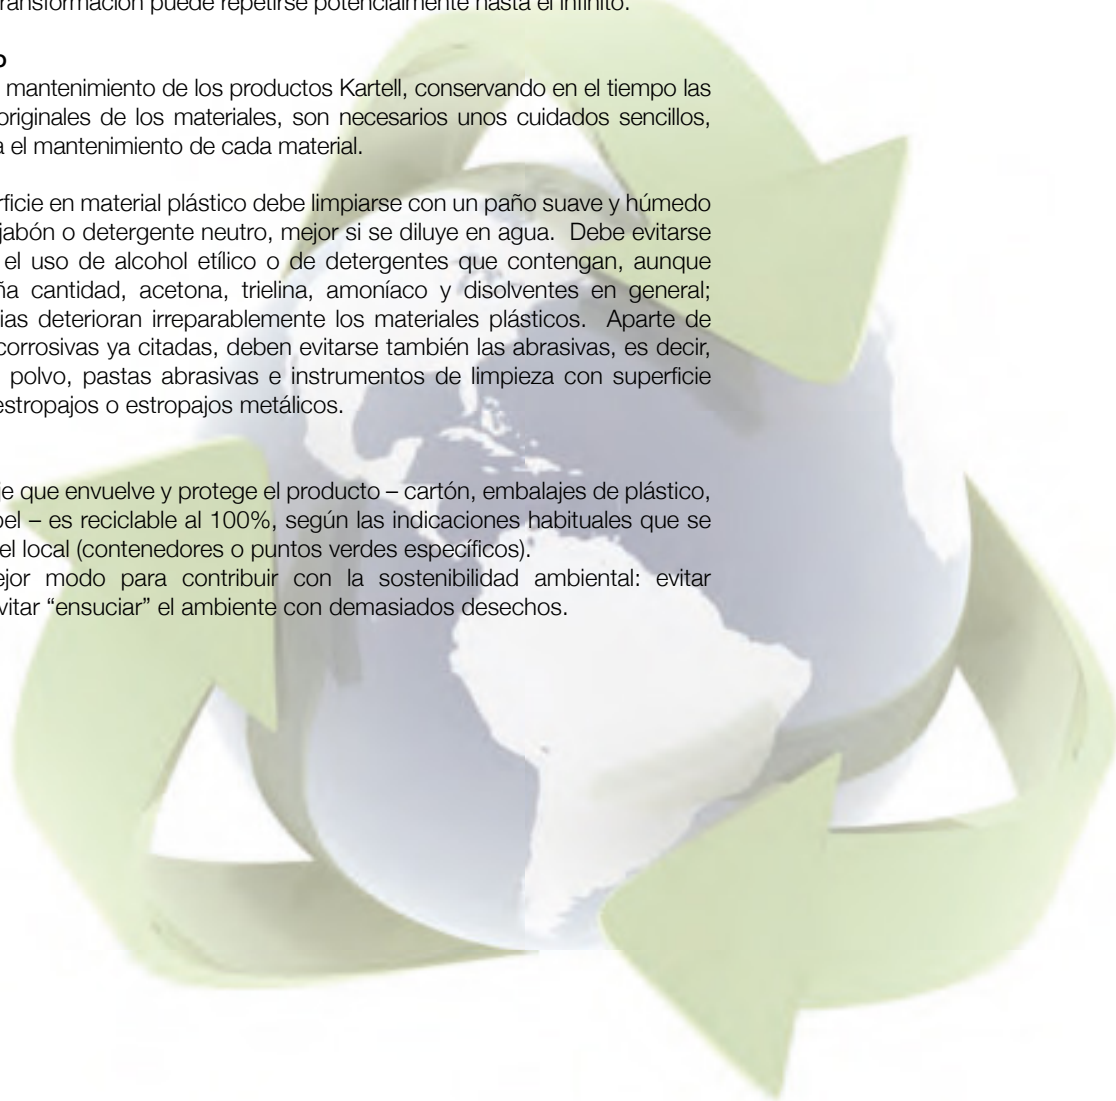 ransformación puede repetirse potencialmente hasta el infinito.
o
mantenimiento de los productos Kartell, conservando en el tiempo las
originales de los materiales, son necesarios unos cuidados sencillos,
a el mantenimiento de cada material.
rficie en material plástico debe limpiarse con un paño suave y húmedo
jabón o detergente neutro, mejor si se diluye en agua. Debe evitarse
el uso de alcohol etílico o de detergentes que contengan, aunque
ña cantidad, acetona, trielina, amoníaco y disolventes en general;
ias deterioran irreparablemente los materiales plásticos. Aparte de
corrosivas ya citadas, deben evitarse también las abrasivas, es decir,
polvo, pastas abrasivas e instrumentos de limpieza con superficie
estropajos o estropajos metálicos.
je que envuelve y protege el producto – cartón, embalajes de plástico,
pel – es reciclable al 100%, según las indicaciones habituales que se
el local (contenedores o puntos verdes específicos).
ejor modo para contribuir con la sostenibilidad ambiental: evitar
vitar “ensuciar” el ambiente con demasiados desechos.